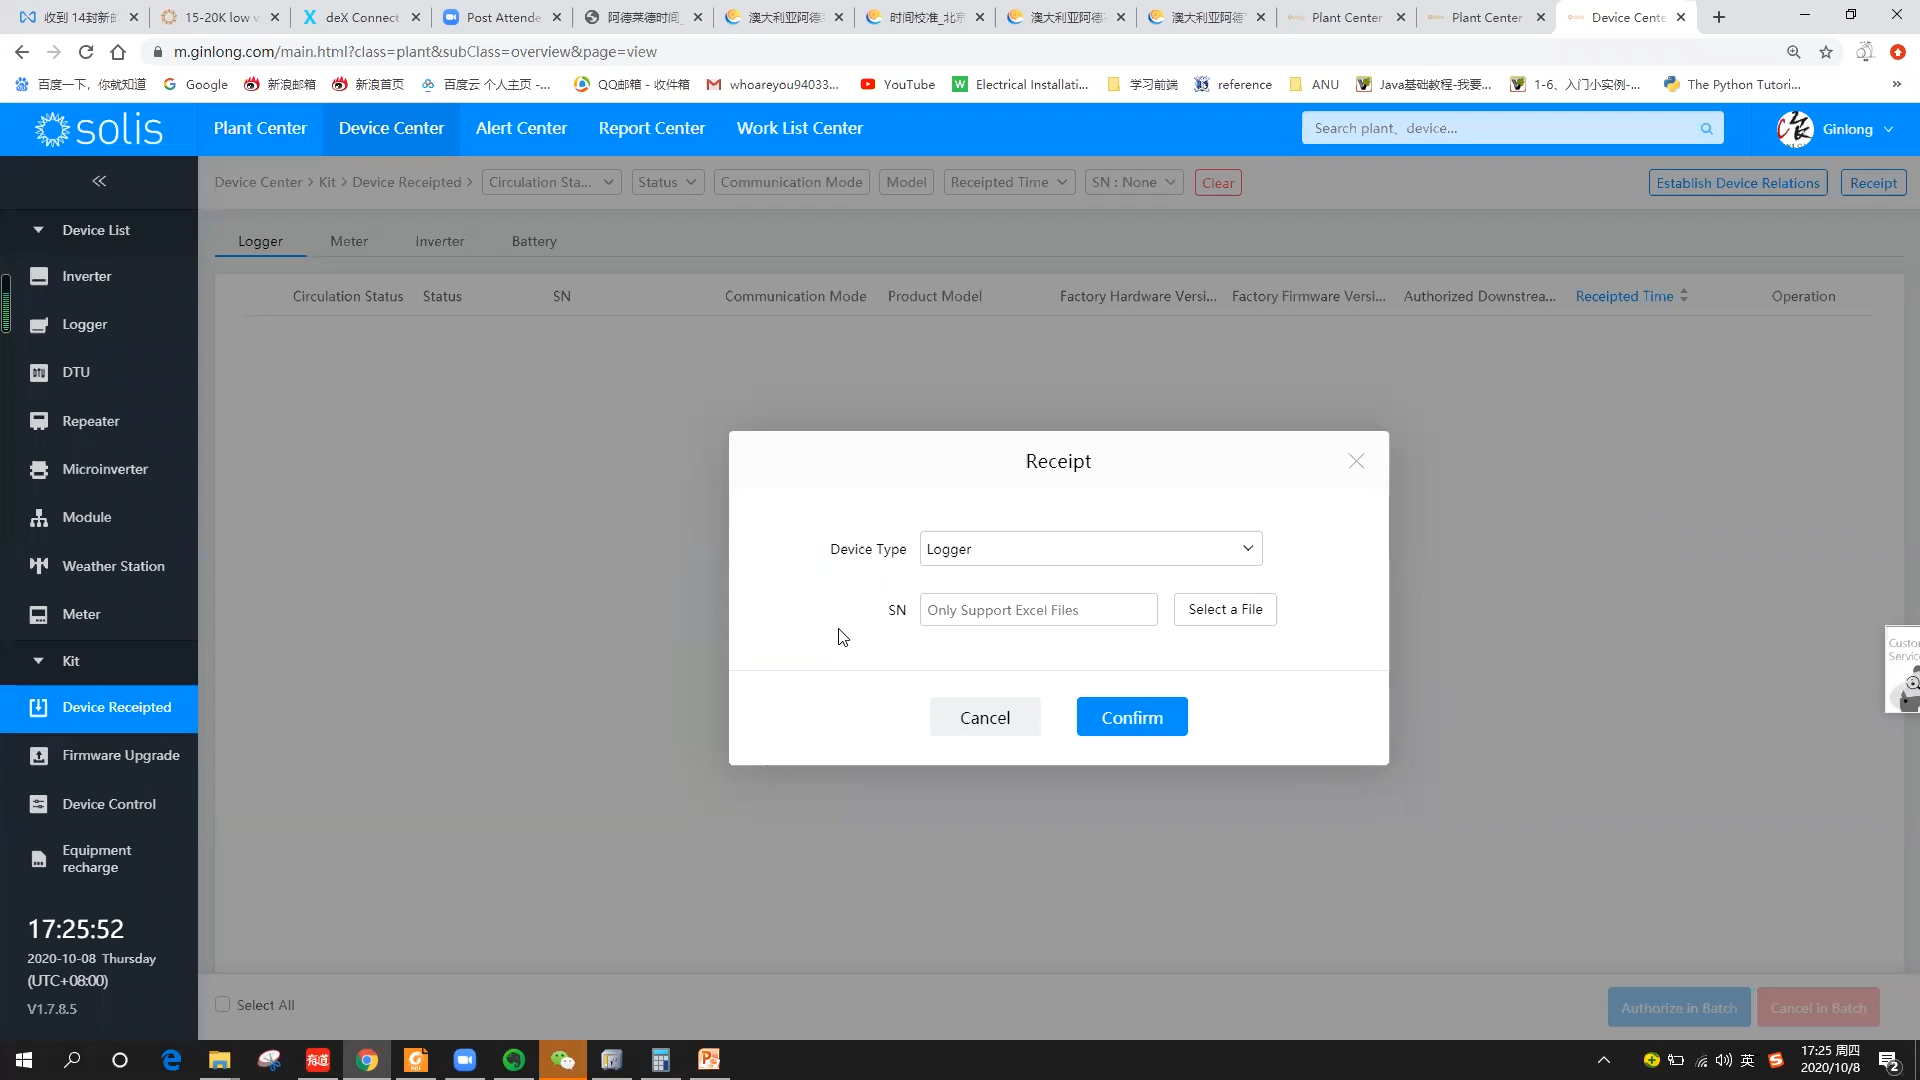 收到 14封新
15-20K low v
deX Connect
Post Attende
阿德莱德时间_
澳大利亚阿德
时间校准_北京
澳大利亚阿德
澳大利亚阿德
Plant Center
Plant Center
Device Cente
m.ginlong.com/main.html?class=plant&subClass=overview&page=view
百度一下，你就知道
Google
新浪邮箱
新浪首页
百度云 个人主页 -...
QQ邮箱 - 收件箱
whoareyou94033...
YouTube
Electrical Installati...
学习前端
reference
ANU
Java基础教程-我要...
1-6、入门小实例-...
The Python Tutori...
»
solis
Plant Center
Device Center
Alert Center
Report Center
Work List Center
Search plant、device...
Ginlong
Device Center > Kit > Device Receipted >
Circulation Sta...
Status
Communication Mode
Model
Receipted Time
SN : None
Clear
Establish Device Relations
Receipt
Device List
Inverter
Logger
DTU
Repeater
Microinverter
Module
Weather Station
Meter
Kit
Device Receipted
Firmware Upgrade
Device Control
Equipment
recharge
17:25:52
2020-10-08 Thursday
(UTC+08:00)
V1.7.8.5
Logger
Meter
Inverter
Battery
Circulation Status
Status
SN
Communication Mode
Product Model
Factory Hardware Versi...
Factory Firmware Versi...
Authorized Downstrea...
Receipted Time
Operation
Receipt
Device Type
Logger
SN
Only Support Excel Files
Select a File
Cancel
Confirm
Custo
Servic
Select All
Authorize in Batch
Cancel in Batch
有道
英
17:25 周四
2020/10/8
2